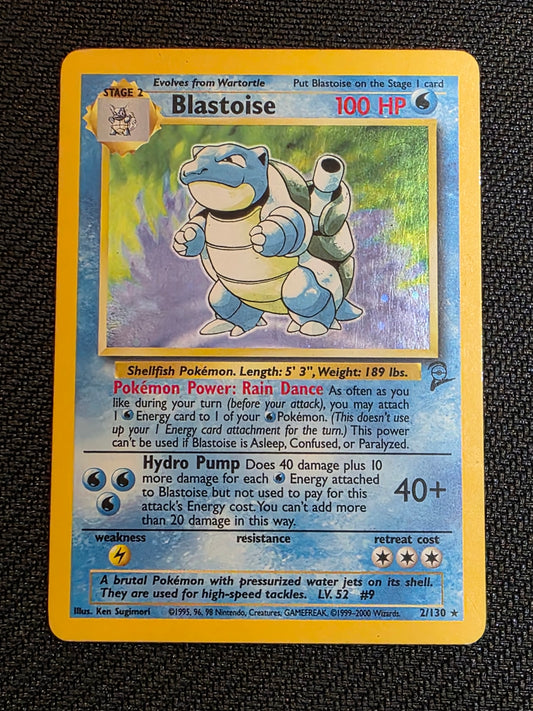 Evolves from Wartortle Put Blastoise on the Stage 1 card
STAGE 2
Blastoise 100 HP
Shellfish Pokémon. Length: 5' 3", Weight: 189 lbs.
Pokémon Power: Rain Dance As often as you
like during your turn (before your attack), you may attach
1 Energy card to 1 of your Pokémon. (This doesn't use
up your 1 Energy card attachment for the turn.) This power
can't be used if Blastoise is Asleep, Confused, or Paralyzed.
Hydro Pump Does 40 damage plus 10
more damage for each Energy attached
to Blastoise but not used to pay for this
attack's Energy cost. You can't add more
than 20 damage in this way.
40+
weakness resistance retreat cost
A brutal Pokémon with pressurized water jets on its shell.
They are used for high-speed tackles. LV. 52 #9
Illus. Ken Sugimori ©1995, 96, 98 Nintendo, Creatures, GAMEFREAK. ©1999-2000 Wizards. 2/130 ★